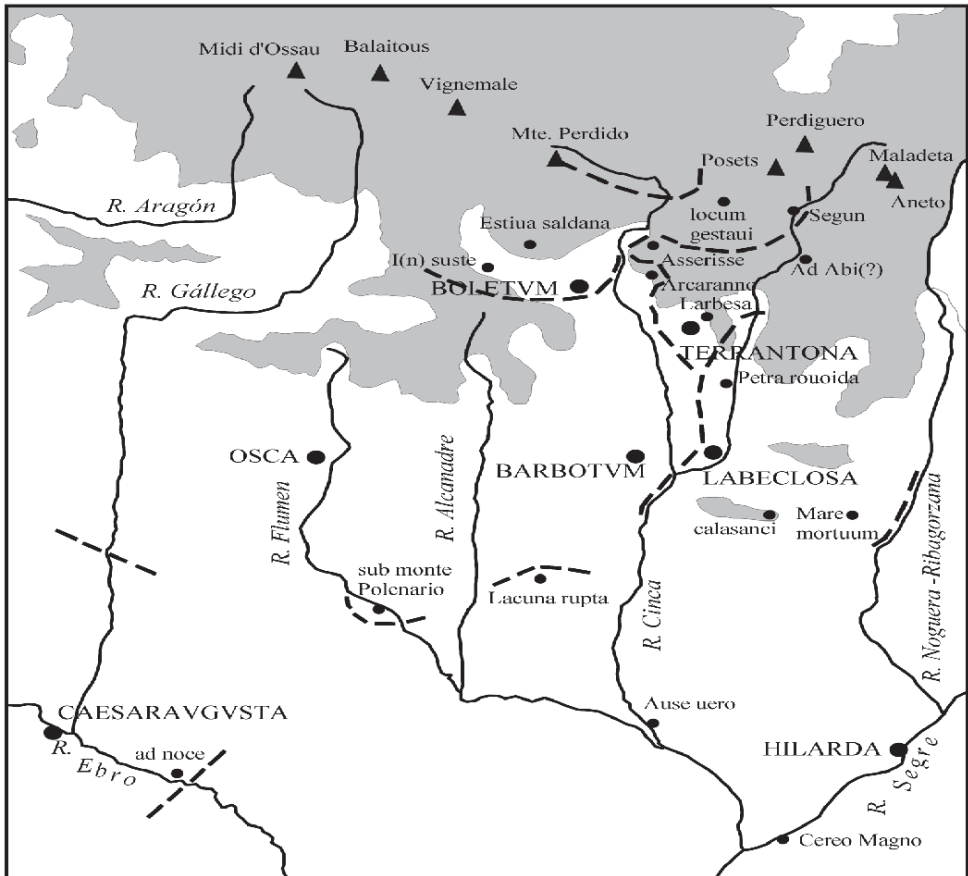 Midi d'Ossau
Balaitous
Vignemale
Mte. Perdido
Perdiguero
Posets
Maladeta
Aneto
R. Aragón
locum
gestaui
Segun
Estiua saldana
I(n) suste
Asserisse
Ad Abi(?)
BOLETVM
Arcaranno
R. Gállego
Larbesa
TERRANTONA
Petra rouoida
OSCA
BARBOTVM
LABECLOSA
R. Flumen
R. Alcanadre
calasanci
Mare
mortuum
sub monte
Polenario
Lacuna rupta
R. Cinca
R. Noguera -Ribagorzana
CAESARAVGVSTA
R. Ebro
ad noce
Ause uero
HILARDA
R. Segre
Cereo Magno